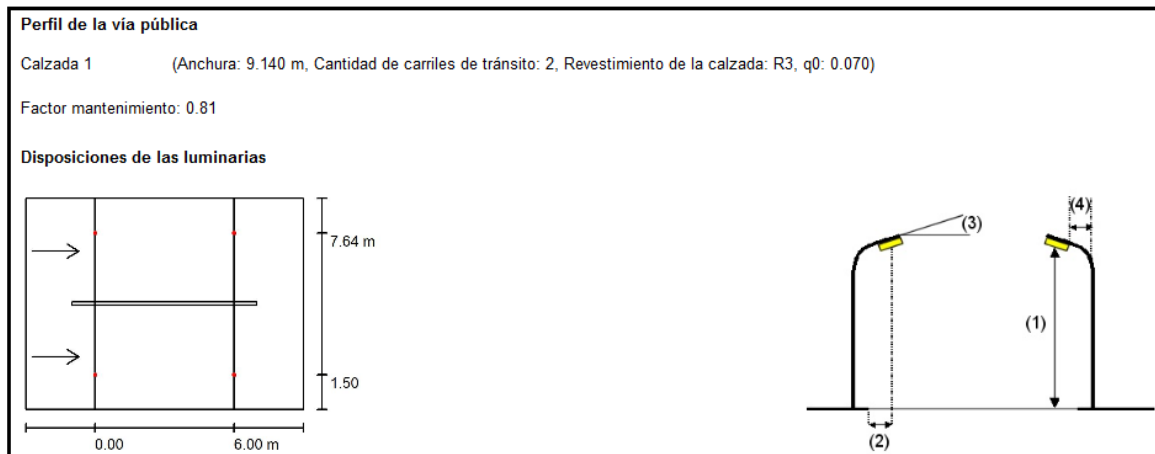 Perfil de la vía pública
Calzada 1 (Anchura: 9.140 m, Cantidad de carriles de tránsito: 2, Revestimiento de la calzada: R3, q0: 0.070)
Factor mantenimiento: 0.81
Disposiciones de las luminarias
7.64 m
1.50
0.00 6.00 m
(3)
(4)
(1)
(2)